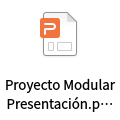 P
Proyecto Modular
Presentación.p⋯